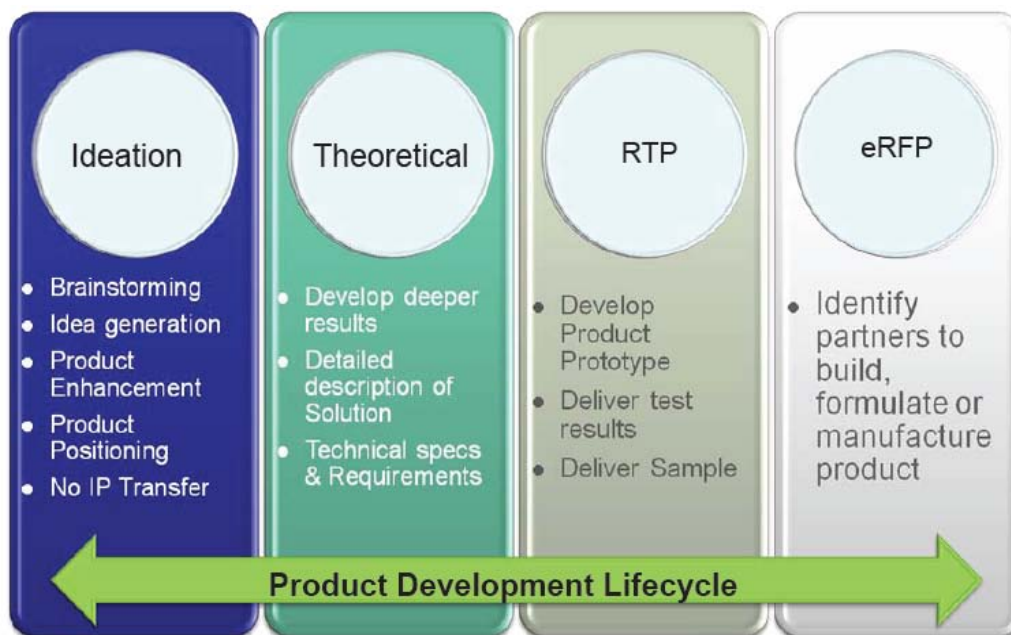 Ideation
• Brainstorming
• Idea generation
• Product
Enhancement
• Product
Positioning
• No IP Transfer
Theoretical
• Develop deeper
results
• Detailed
description of
Solution
• Technical specs
& Requirements
RTP
• Develop
Product
Prototype
• Deliver test
results
• Deliver Sample
eRFP
• Identify
partners to
build,
formulate or
manufacture
product
Product Development Lifecycle